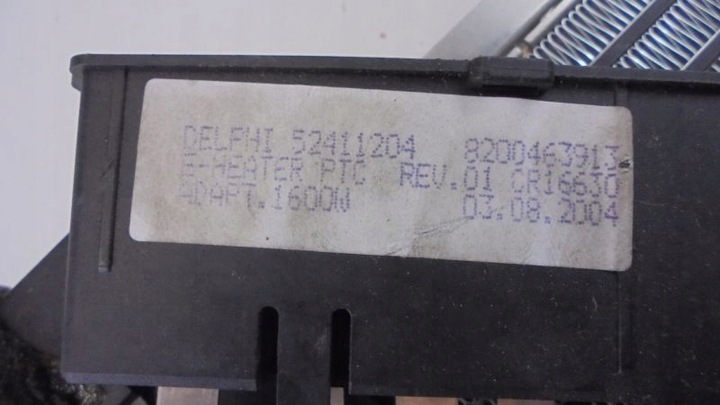 DELPHI 52411204 8200463913
E-HEATER PTC REV.01 CR16630
ADAPT.1600W 03.08.2004